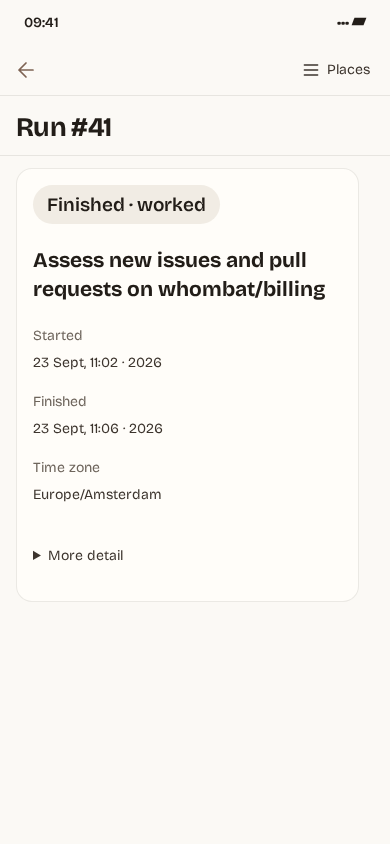 09:41
Places
Run #41
Finished · worked
Assess new issues and pull
requests on whombat/billing
Started
23 Sept, 11:02 · 2026
Finished
23 Sept, 11:06 · 2026
Time zone
Europe/Amsterdam
More detail